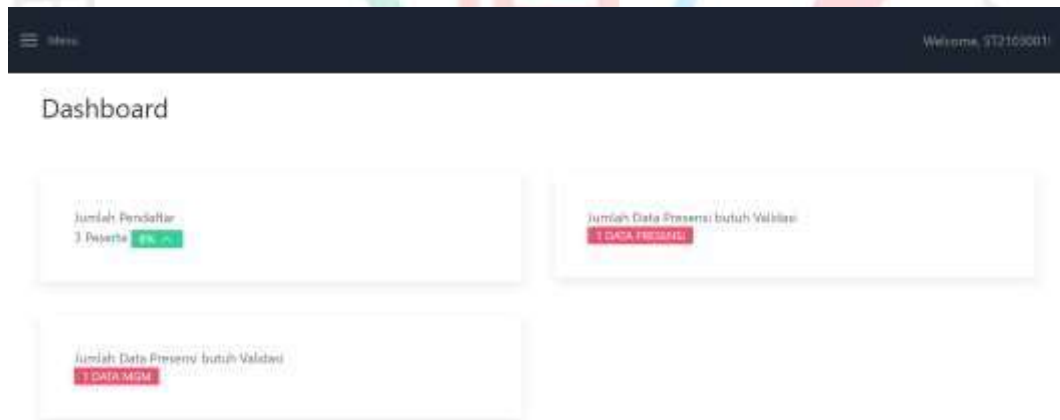 Menu
Welcome, ST2103001!
Dashboard
Jumlah Pendaftar
3 Peserta
Jumlah Data Presensi butuh Validasi
1 DATA PRESENSI
Jumlah Data Presensi butuh Validasi
1 DATA MGM